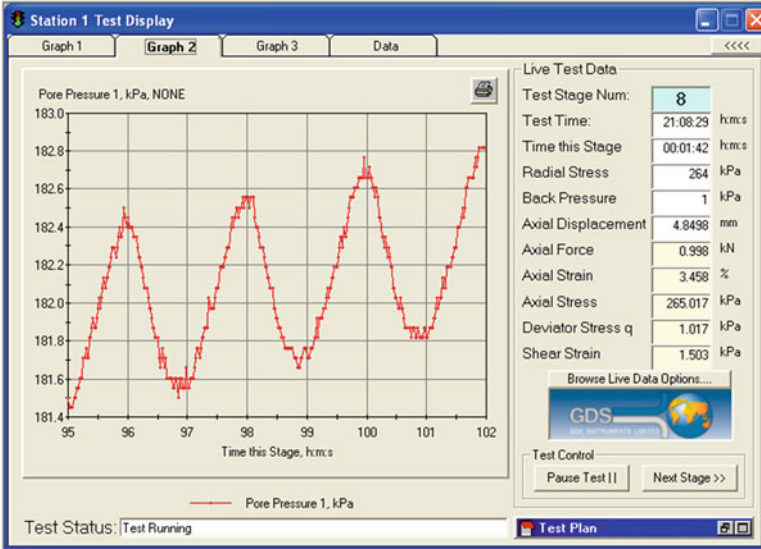 Station 1 Test Display
Graph 1 Graph 2 Graph 3 Data <<<<
Pore Pressure 1, kPa, NONE
183.0
182.8
182.6
182.4
182.2
182.0
181.8
181.6
181.4
95 96 97 98 99 100 101 102
Time this Stage, h:m:s
Pore Pressure 1, kPa
Test Status: Test Running
Live Test Data
Test Stage Num: 8
Test Time: 21:08:29 h:m:s
Time this Stage 00:01:42 h:m:s
Radial Stress 264 kPa
Back Pressure 1 kPa
Axial Displacement 4.8498 mm
Axial Force 0.998 kN
Axial Strain 3.458 %
Axial Stress 265.017 kPa
Deviator Stress q 1.017 kPa
Shear Strain 1.503 kPa
Browse Live Data Options....
GDS
GDS INSTRUMENTS LIMITED
Test Control
Pause Test || Next Stage >>
Test Plan